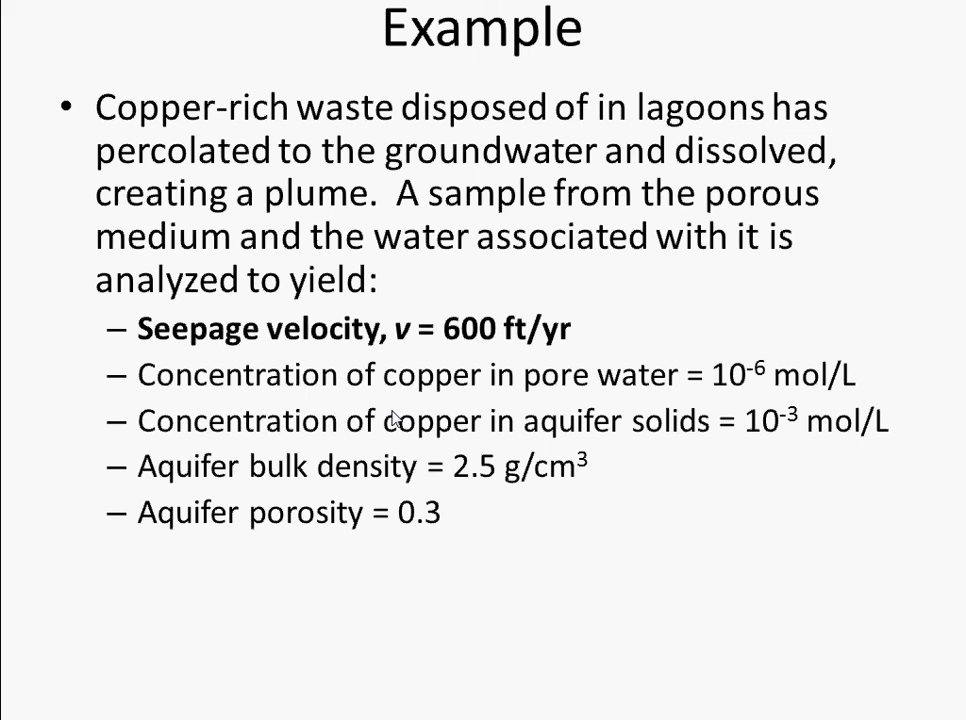 Example
• Copper-rich waste disposed of in lagoons has
percolated to the groundwater and dissolved,
creating a plume.  A sample from the porous
medium and the water associated with it is
analyzed to yield:
– Seepage velocity, v = 600 ft/yr
– Concentration of copper in pore water = 10⁻⁶ mol/L
– Concentration of copper in aquifer solids = 10⁻³ mol/L
– Aquifer bulk density = 2.5 g/cm³
– Aquifer porosity = 0.3